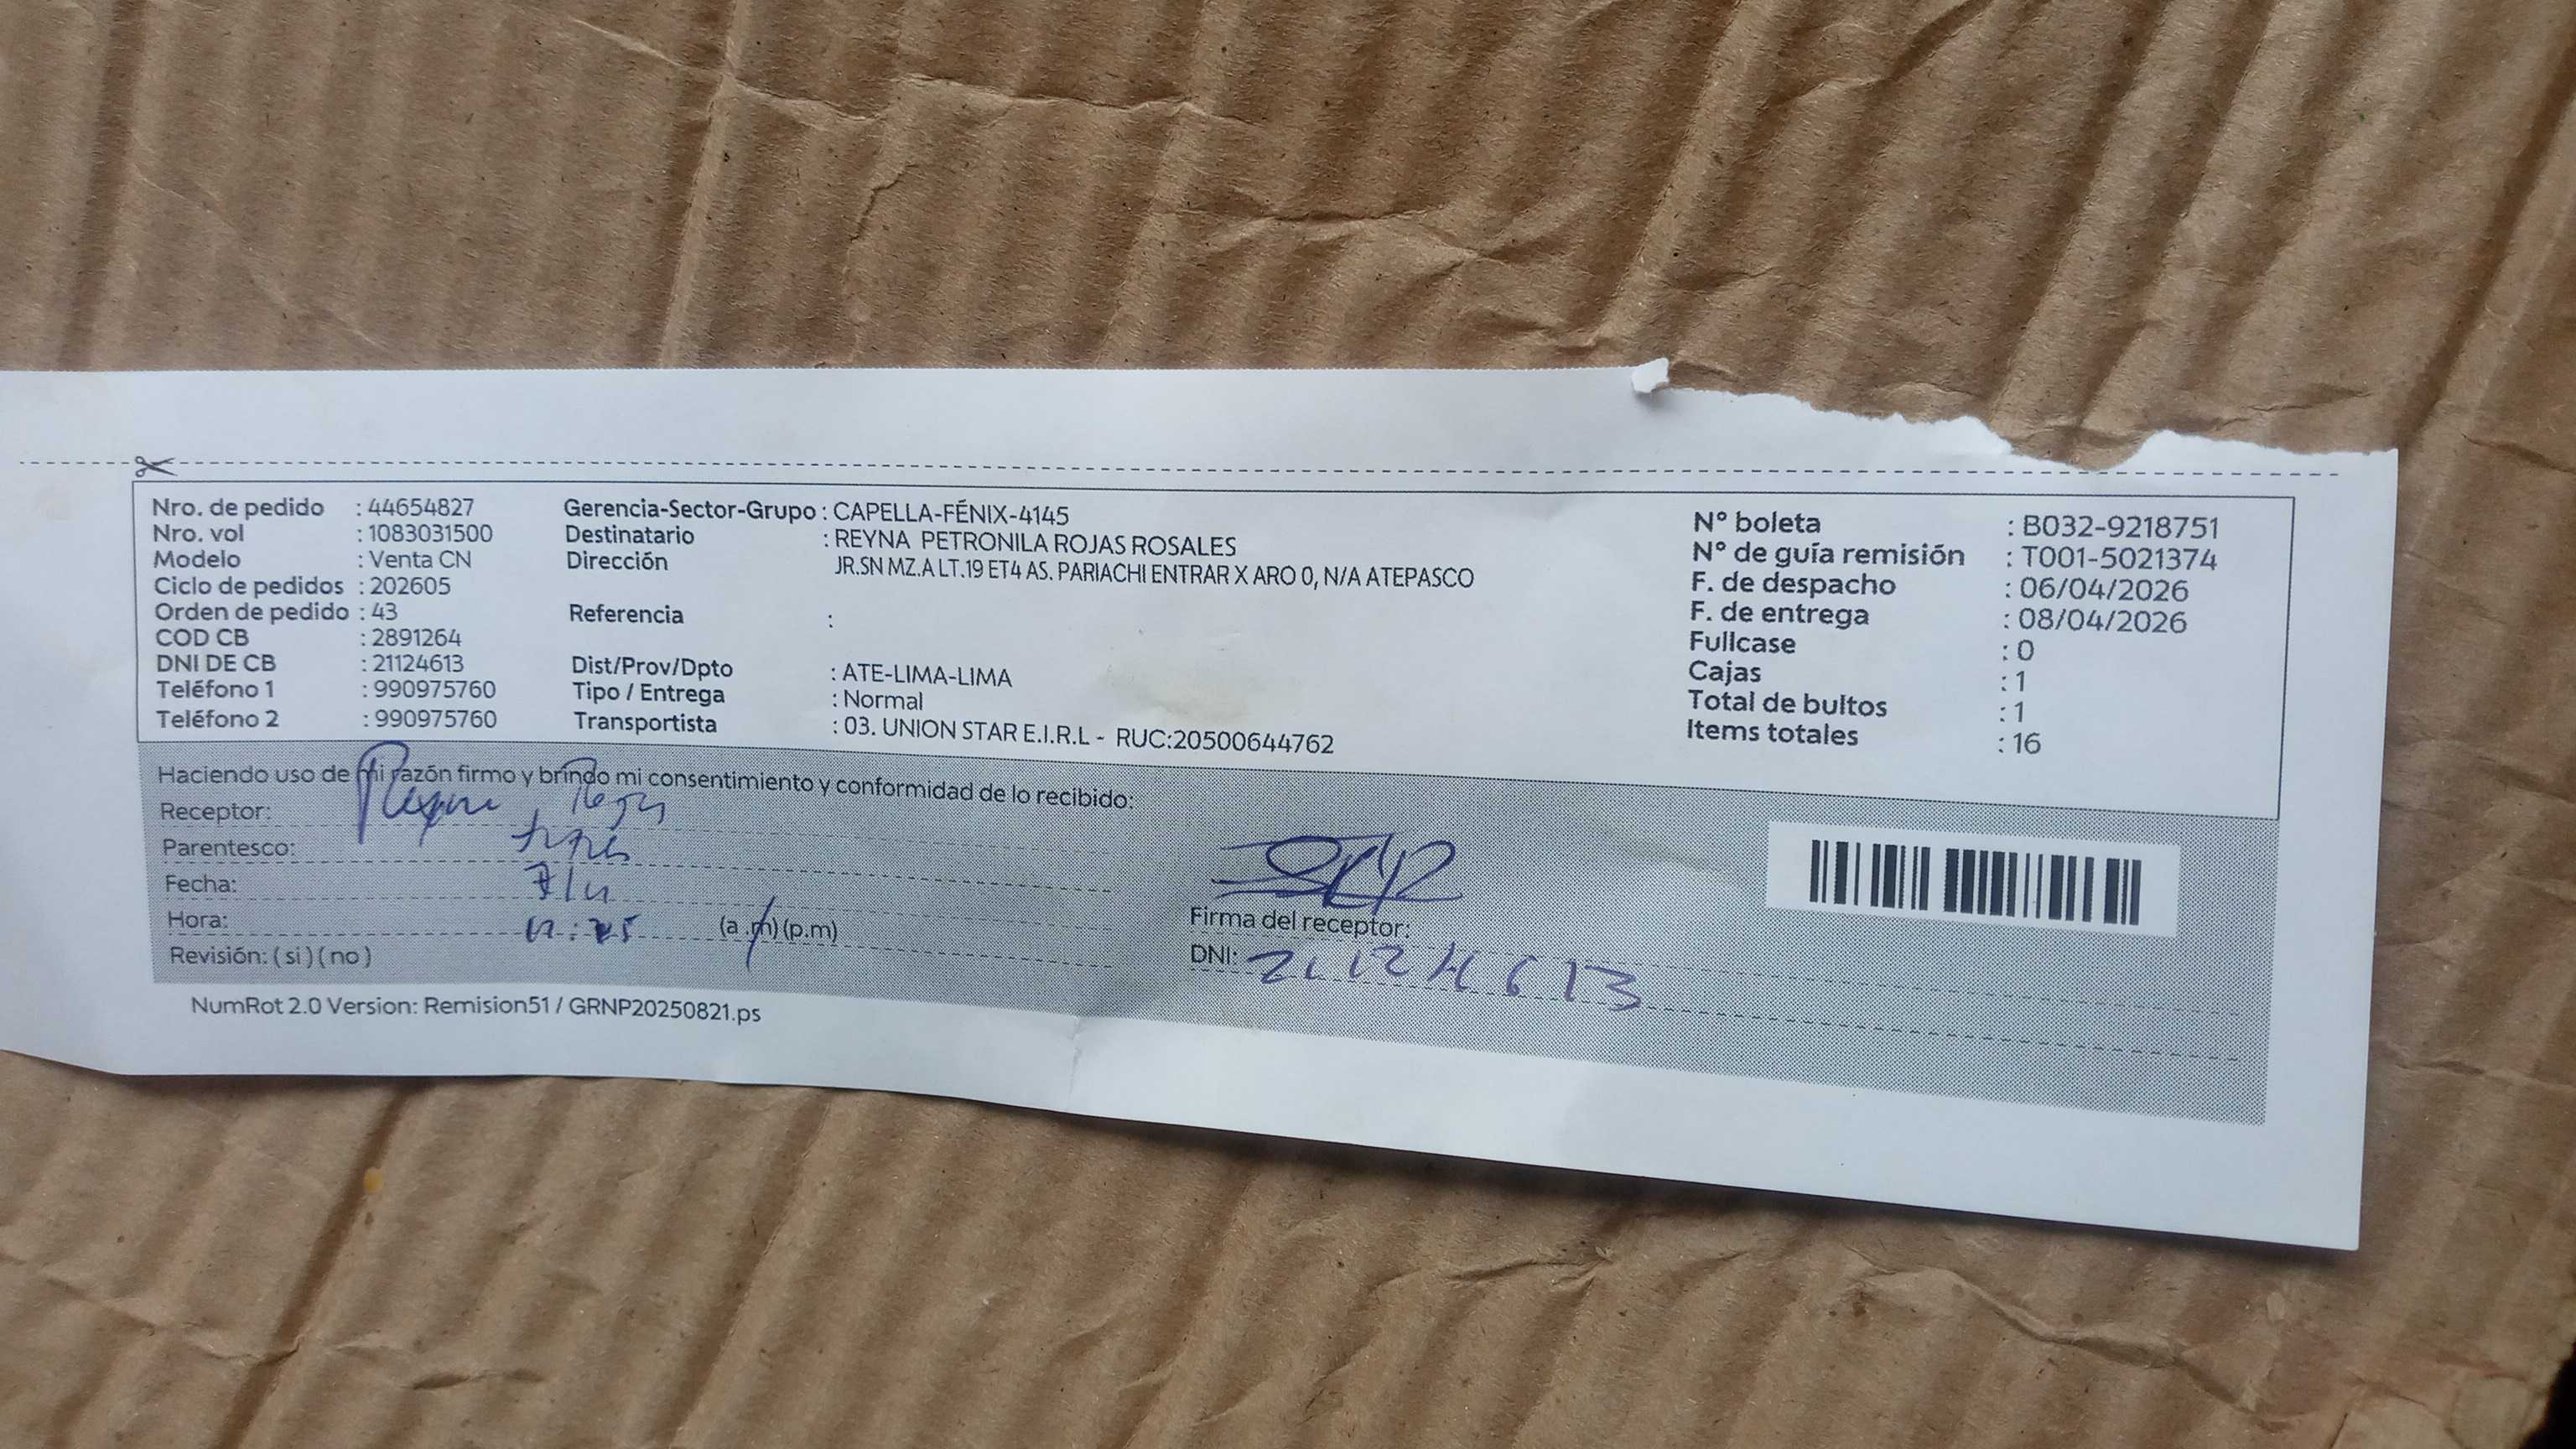 Nro. de pedido : 44654827
Nro. vol : 1083031500
Modelo : Venta CN
Ciclo de pedidos : 202605
Orden de pedido : 43
COD CB : 2891264
DNI DE CB : 21124613
Teléfono 1 : 990975760
Teléfono 2 : 990975760
Gerencia-Sector-Grupo : CAPELLA-FÉNIX-4145
Destinatario : REYNA PETRONILA ROJAS ROSALES
Dirección JR.SN MZ.A LT.19 ET4 AS. PARIACHI ENTRAR X ARO 0, N/A ATEPASCO
Referencia :
Dist/Prov/Dpto : ATE-LIMA-LIMA
Tipo / Entrega : Normal
Transportista : 03. UNION STAR E.I.R.L - RUC:20500644762
N° boleta : B032-9218751
N° de guía remisión : T001-5021374
F. de despacho : 06/04/2026
F. de entrega : 08/04/2026
Fullcase : 0
Cajas : 1
Total de bultos : 1
Items totales : 16
Haciendo uso de mi razón firmo y brindo mi consentimiento y conformidad de lo recibido:
Receptor:
Parentesco:
Fecha:
Hora: (a.m) (p.m)
Revisión: ( si ) ( no )
Firma del receptor:
DNI: 21124613
NumRot 2.0 Version: Remision51 / GRNP20250821.ps